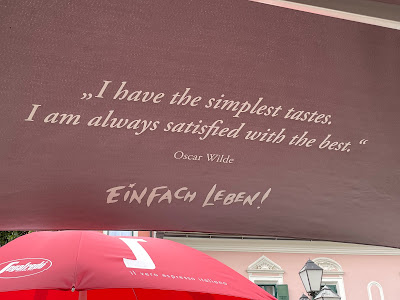 „I have the simplest tastes.
I am always satisfied with the best.“
Oscar Wilde
EiNFACH LEBEN!
Segafredo
il vero espresso italiano